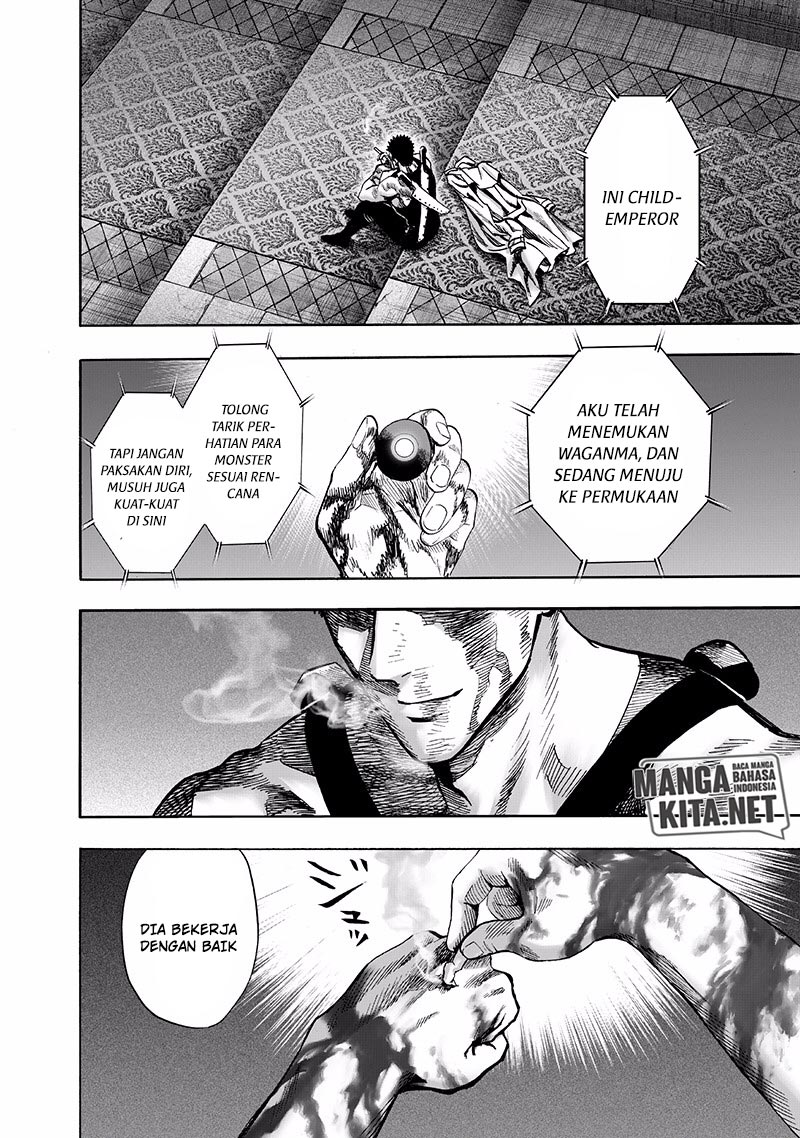 INI CHILD-
EMPEROR
AKU TELAH
MENEMUKAN
WAGANMA, DAN
SEDANG MENUJU
KE PERMUKAAN
TOLONG
TARIK PER-
HATIAN PARA
MONSTER
SESUAI REN-
CANA
TAPI JANGAN
PAKSAKAN DIRI,
MUSUH JUGA
KUAT-KUAT
DI SINI
MANGA
BACA MANGA
BAHASA
INDONESIA
KITA.NET
DIA BEKERJA
DENGAN BAIK
ジュッ